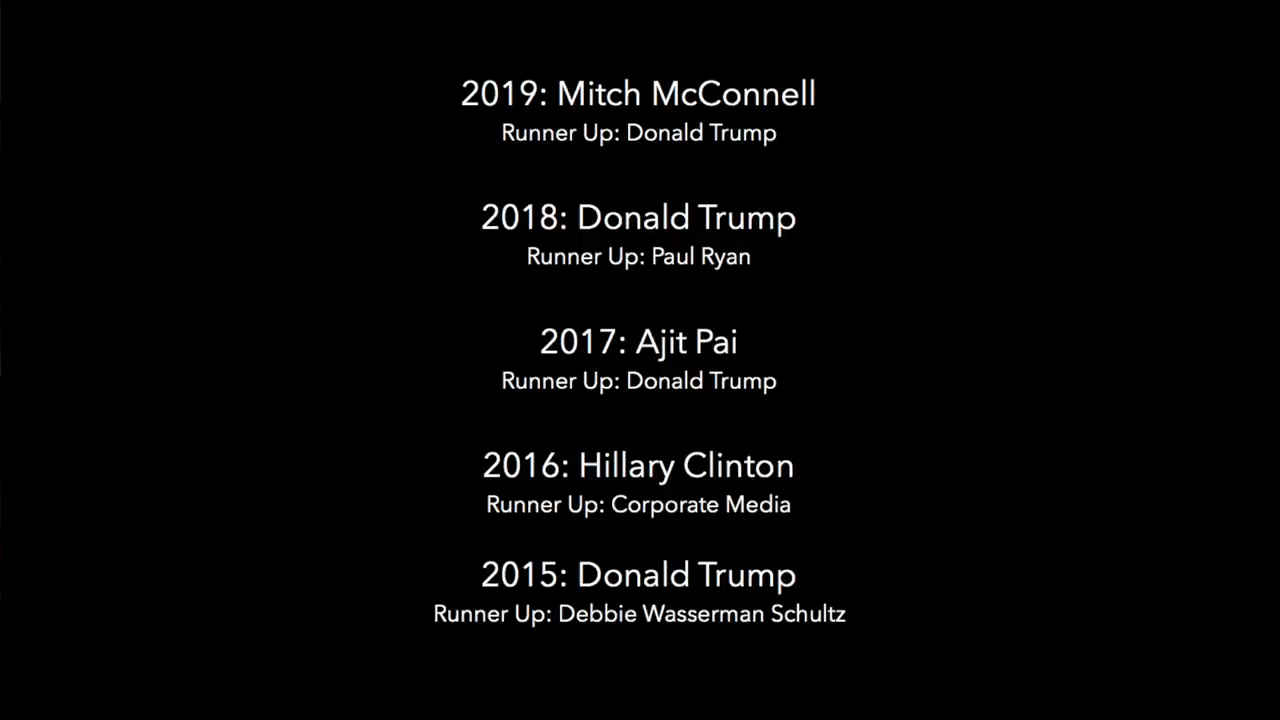 2019: Mitch McConnell
Runner Up: Donald Trump
2018: Donald Trump
Runner Up: Paul Ryan
2017: Ajit Pai
Runner Up: Donald Trump
2016: Hillary Clinton
Runner Up: Corporate Media
2015: Donald Trump
Runner Up: Debbie Wasserman Schultz